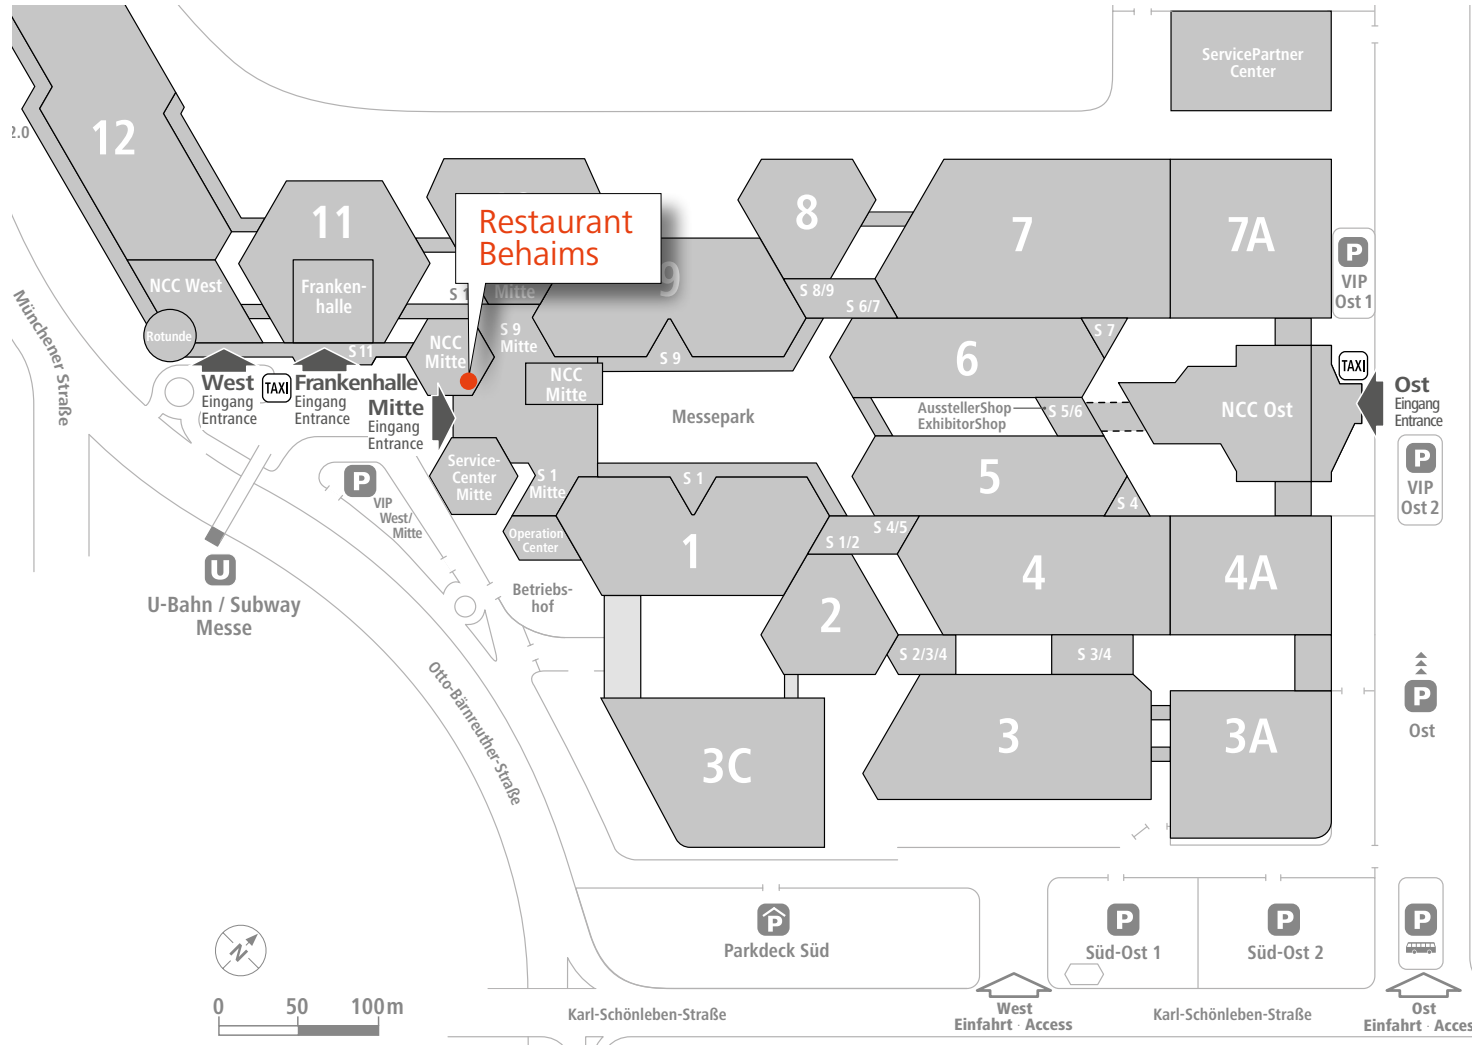 ServicePartner
Center
12
2.0
11
8
7
7A
Restaurant
Behaims
9
P
VIP
Ost 1
NCC West
Franken-
halle
S 1
Mitte
S 8/9
S 6/7
Rotunde
S 11
NCC
Mitte
S 9
Mitte
S 9
6
S 7
NCC
Mitte
TAXI
West
Eingang
Entrance
TAXI
Frankenhalle
Eingang
Entrance
Mitte
Eingang
Entrance
Messepark
AusstellerShop
ExhibitorShop
S 5/6
NCC Ost
Ost
Eingang
Entrance
Münchener Straße
Service-
Center
Mitte
S 1
Mitte
S 1
5
S 4
P
VIP
Ost 2
P
VIP
West/
Mitte
Operation
Center
1
S 1/2
S 4/5
4
4A
U
U-Bahn / Subway
Messe
Betriebs-
hof
2
S 2/3/4
S 3/4
Otto-Bärnreuther-Straße
3C
3
3A
P
Ost
N
P
Parkdeck Süd
P
Süd-Ost 1
P
Süd-Ost 2
P
0 50 100 m
Karl-Schönleben-Straße
West
Einfahrt · Access
Karl-Schönleben-Straße
Ost
Einfahrt · Acces